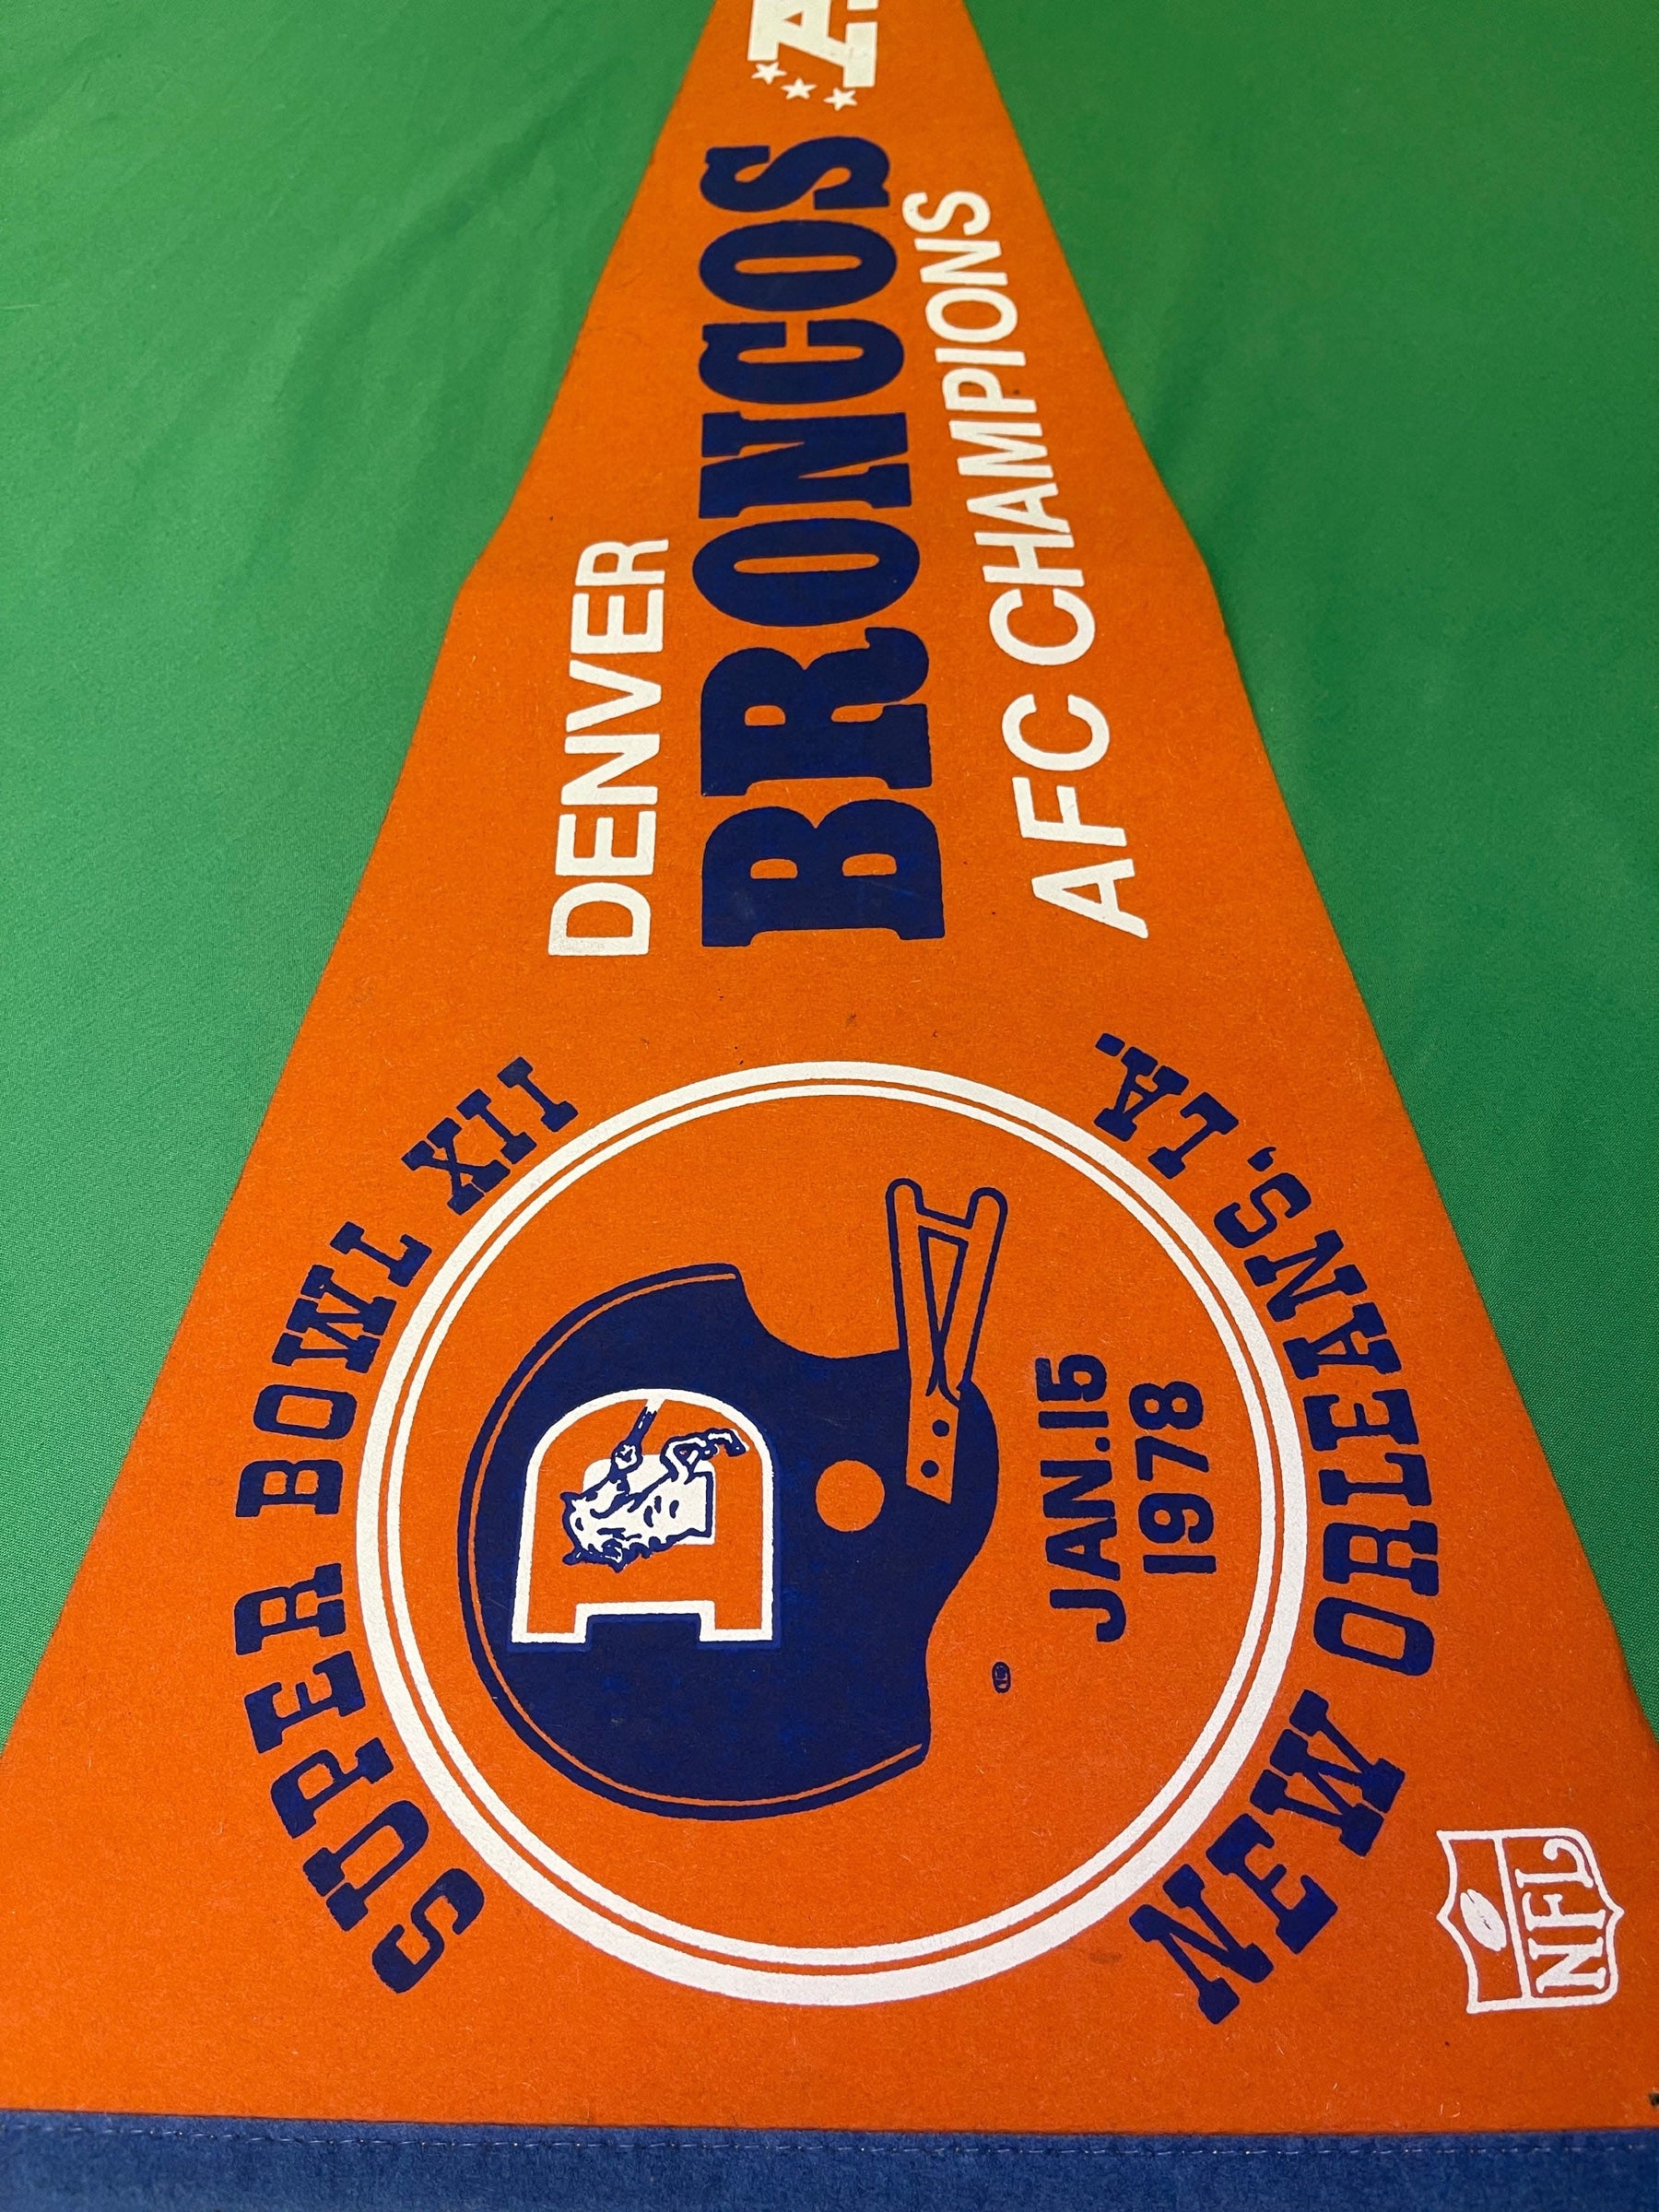 SUPER BOWL XII
JAN.15
1978
NEW ORLEANS, LA.
NFL
DENVER
BRONCOS
AFC CHAMPIONS
A